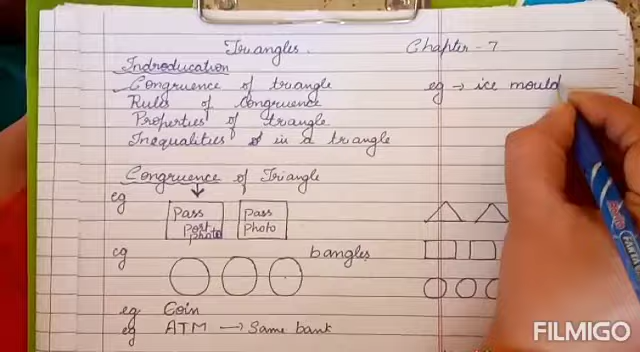 Triangles. Chapter - 7
Indroducation
Congruence of triangle
eg → ice mould
Rules of congruence
Properties of triangle
Inequalities of in a triangle
Congruence of Triangle
eg
Pass Port Photo
Pass Photo
eg
bangles
eg Coin
eg ATM → Same bank
FILMIGO